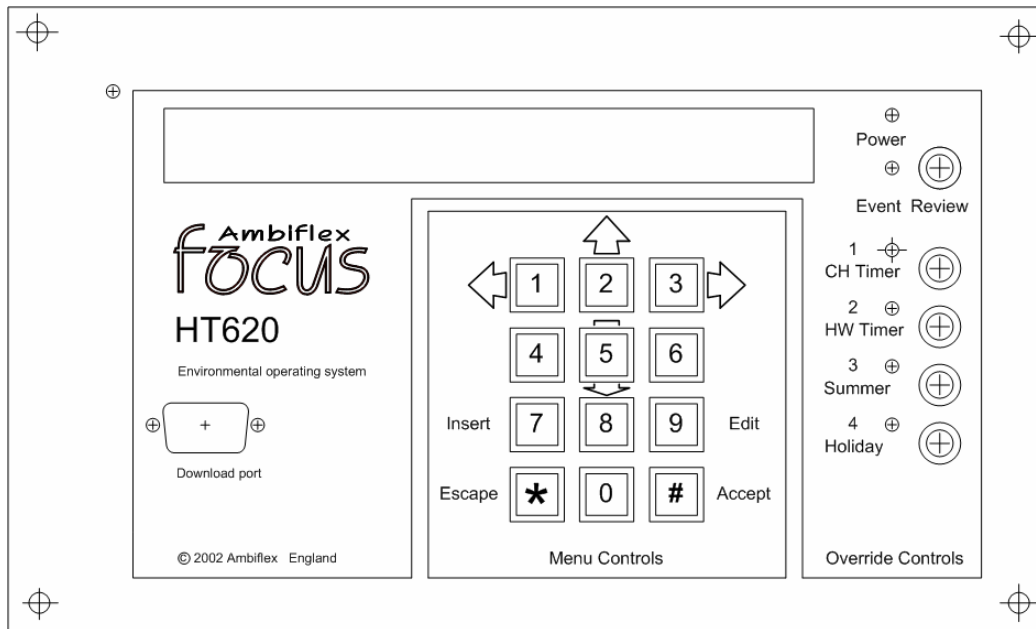 Power
Event Review
Ambiflex
focus
HT620
Environmental operating system
Download port
© 2002 Ambiflex England
1 2 3
4 5 6
Insert 7 8 9 Edit
Escape * 0 # Accept
Menu Controls
1
CH Timer
2
HW Timer
3
Summer
4
Holiday
Override Controls